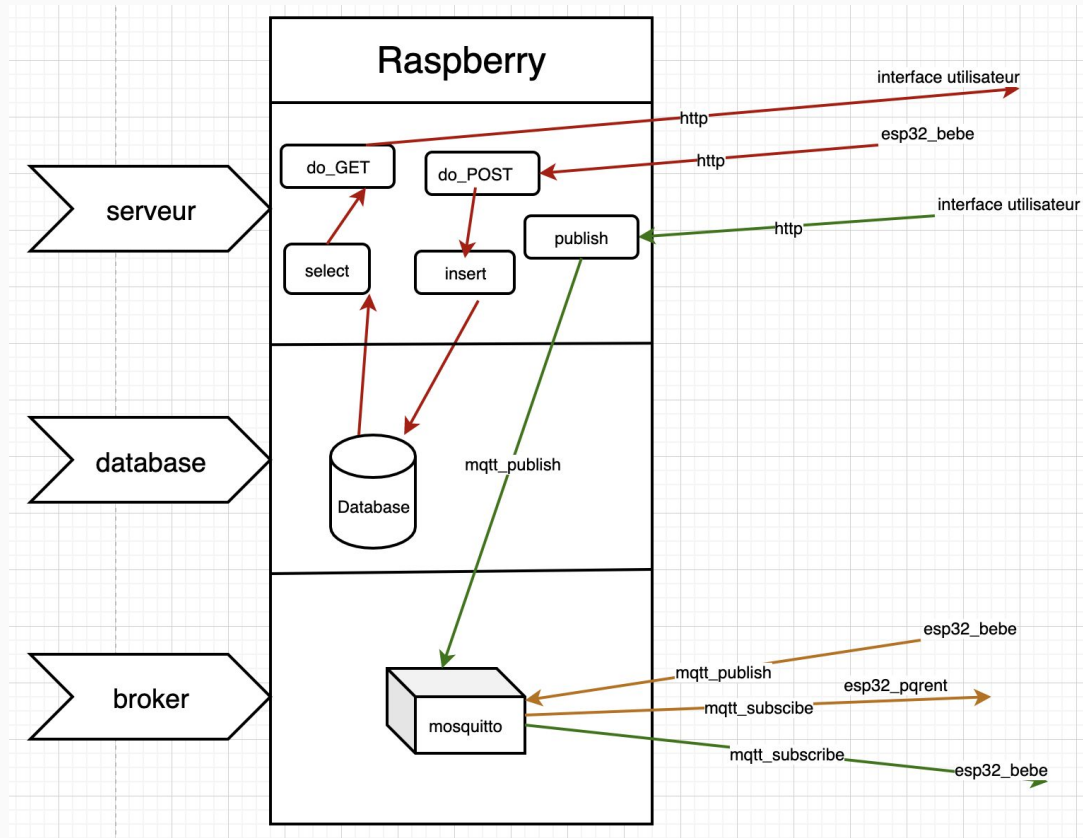 Raspberry
interface utilisateur
http
esp32_bebe
do_GET
do_POST
http
interface utilisateur
serveur
publish
http
select
insert
mqtt_publish
database
Database
esp32_bebe
mqtt_publish
esp32_pqrent
broker
mosquitto
mqtt_subscibe
mqtt_subscribe
esp32_bebe